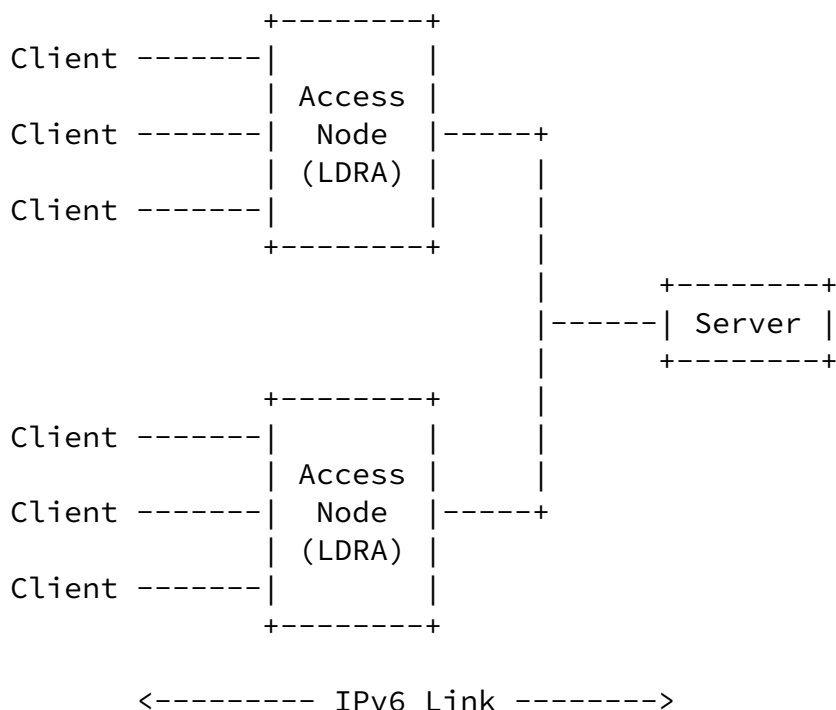 +--------+
Client -------|        |
              | Access |
Client -------|  Node  |-----+
              | (LDRA) |     |
Client -------|        |     |
              +--------+     |
                             |      +--------+
                             |------| Server |
                             |      +--------+
              +--------+     |
Client -------|        |     |
              | Access |     |
Client -------|  Node  |-----+
              | (LDRA) |
Client -------|        |
              +--------+

       <--------- IPv6 Link -------->